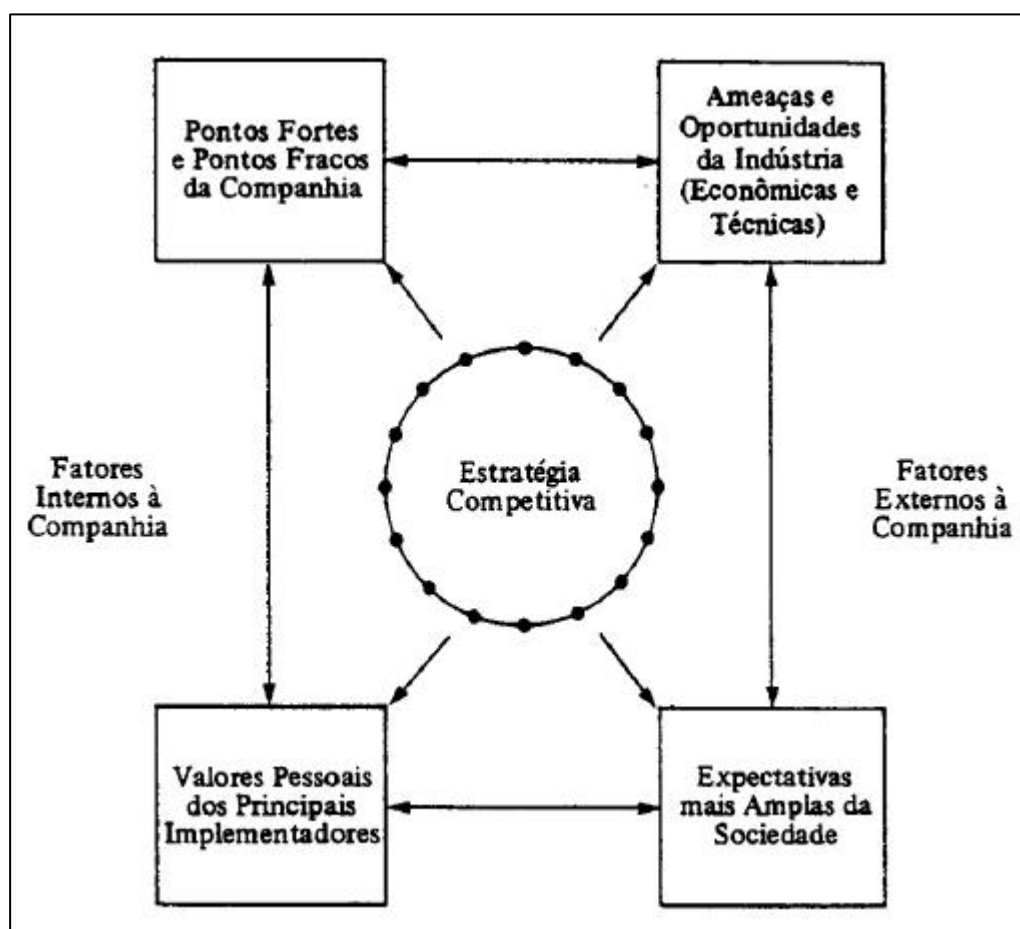 Pontos Fortes
e Pontos Fracos
da Companhia
Ameaças e
Oportunidades
da Indústria
(Econômicas e
Técnicas)
Fatores
Internos à
Companhia
Estratégia
Competitiva
Fatores
Externos à
Companhia
Valores Pessoais
dos Principais
Implementadores
Expectativas
mais Amplas da
Sociedade